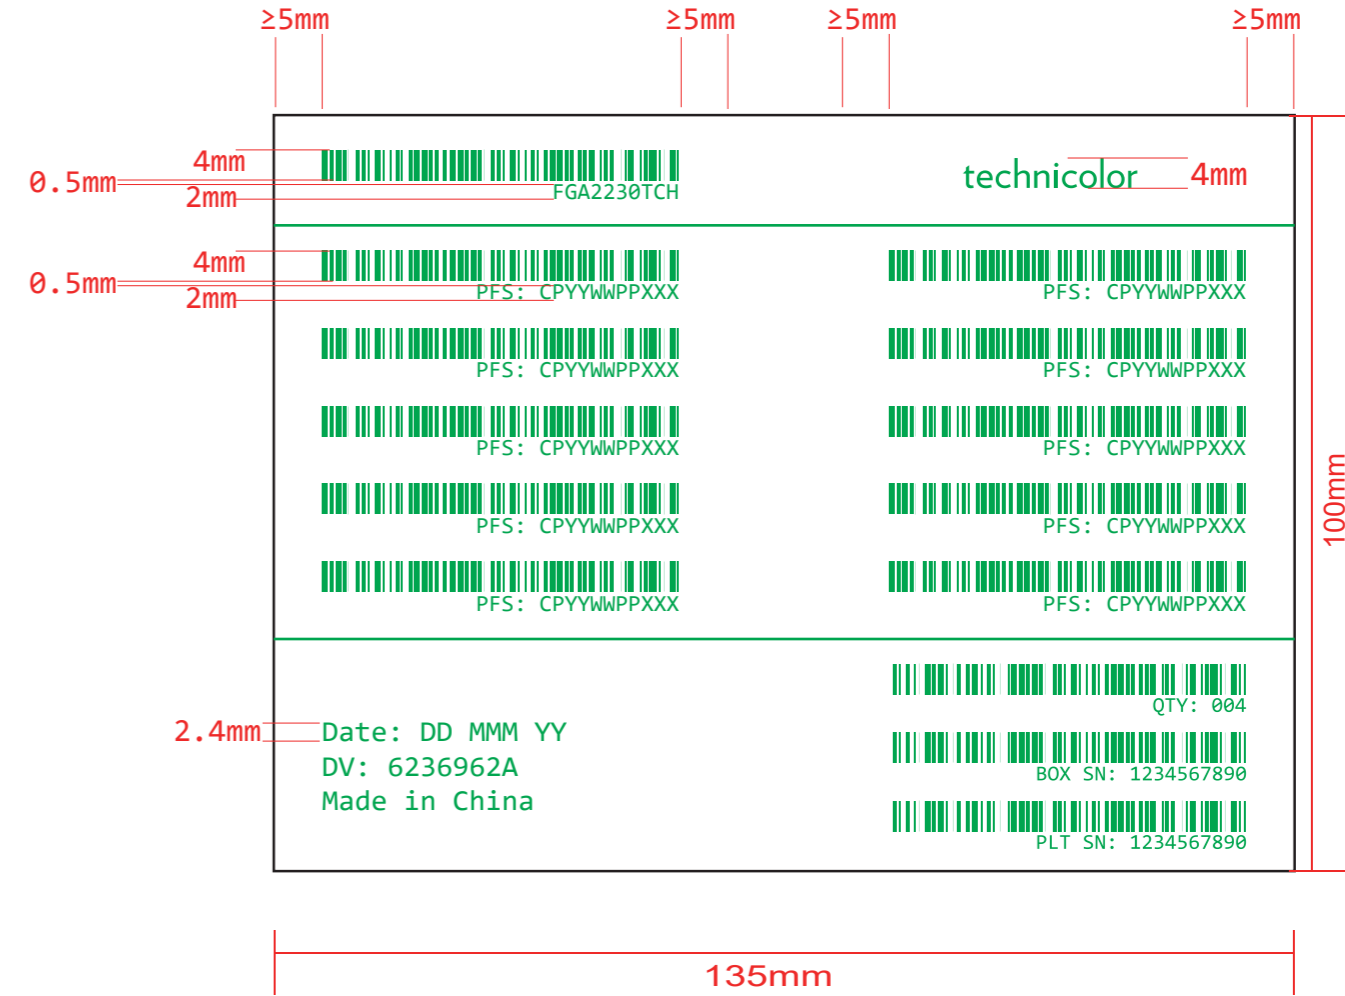 ≥5mm ≥5mm ≥5mm ≥5mm
4mm
0.5mm
2mm
FGA2230TCH
technicolor
4mm
4mm
0.5mm
2mm
PFS: CPYYWWPPXXX PFS: CPYYWWPPXXX
PFS: CPYYWWPPXXX PFS: CPYYWWPPXXX
PFS: CPYYWWPPXXX PFS: CPYYWWPPXXX
PFS: CPYYWWPPXXX PFS: CPYYWWPPXXX
PFS: CPYYWWPPXXX PFS: CPYYWWPPXXX
100mm
2.4mm
Date: DD MMM YY
DV: 6236962A
Made in China
QTY: 004
BOX SN: 1234567890
PLT SN: 1234567890
135mm